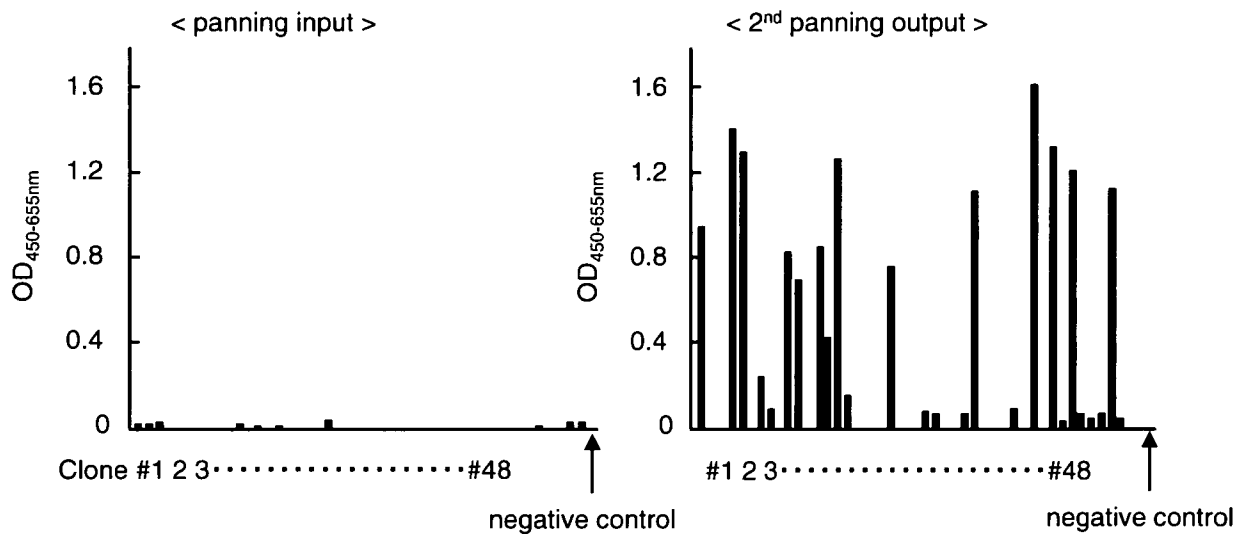 < panning input >
1.6
1.2
0.8
0.4
0
OD450-655nm
Clone #1 2 3 #48
negative control
< 2nd panning output >
1.6
1.2
0.8
0.4
0
OD450-655nm
#1 2 3 #48
negative control